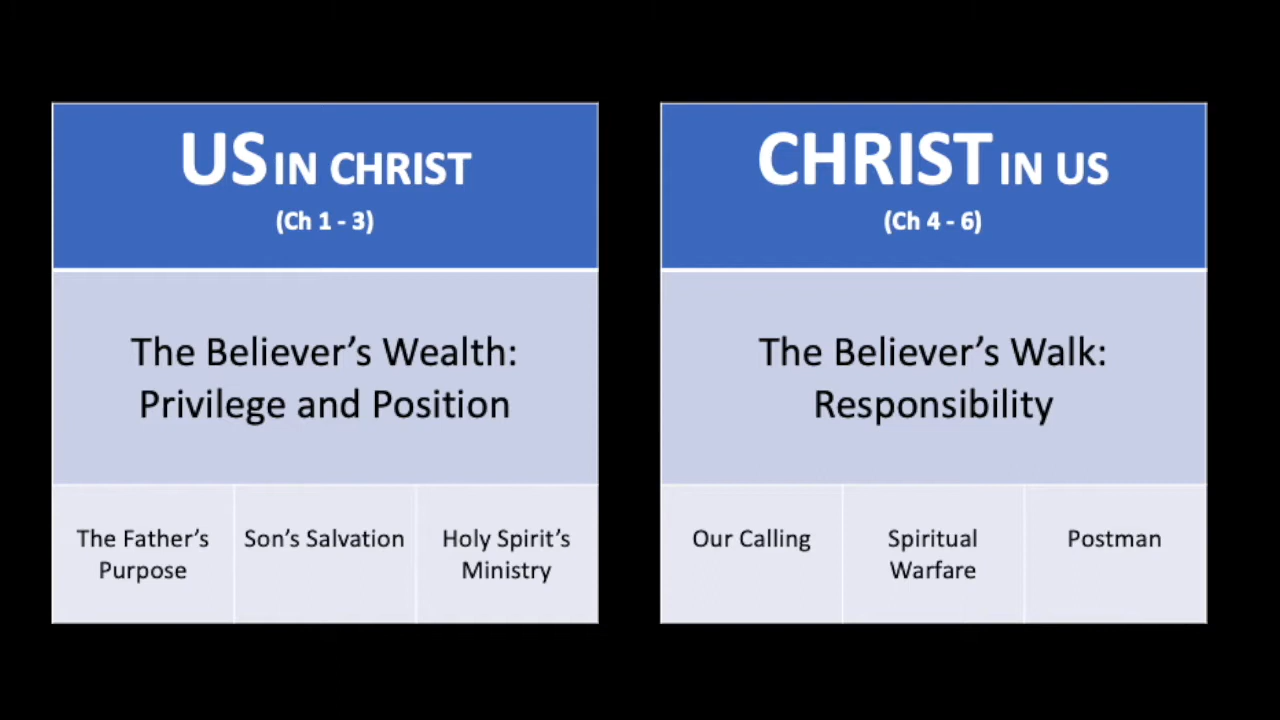 US IN CHRIST
(Ch 1 - 3)
The Believer’s Wealth:
Privilege and Position
The Father’s
Purpose
Son’s Salvation
Holy Spirit’s
Ministry
CHRIST IN US
(Ch 4 - 6)
The Believer’s Walk:
Responsibility
Our Calling
Spiritual
Warfare
Postman